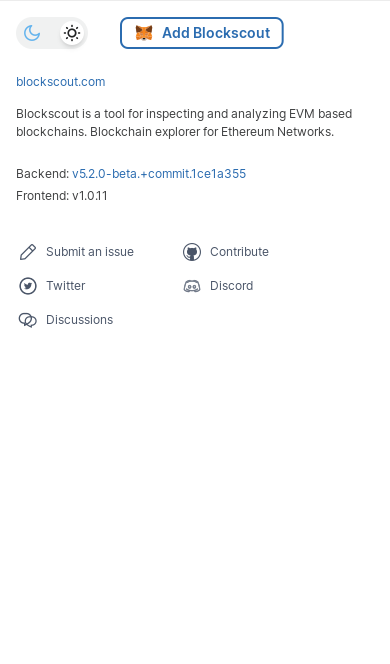 Add Blockscout
blockscout.com
Blockscout is a tool for inspecting and analyzing EVM based
blockchains. Blockchain explorer for Ethereum Networks.
Backend: v5.2.0-beta.+commit.1ce1a355
Frontend: v1.0.11
Submit an issue
Contribute
Twitter
Discord
Discussions